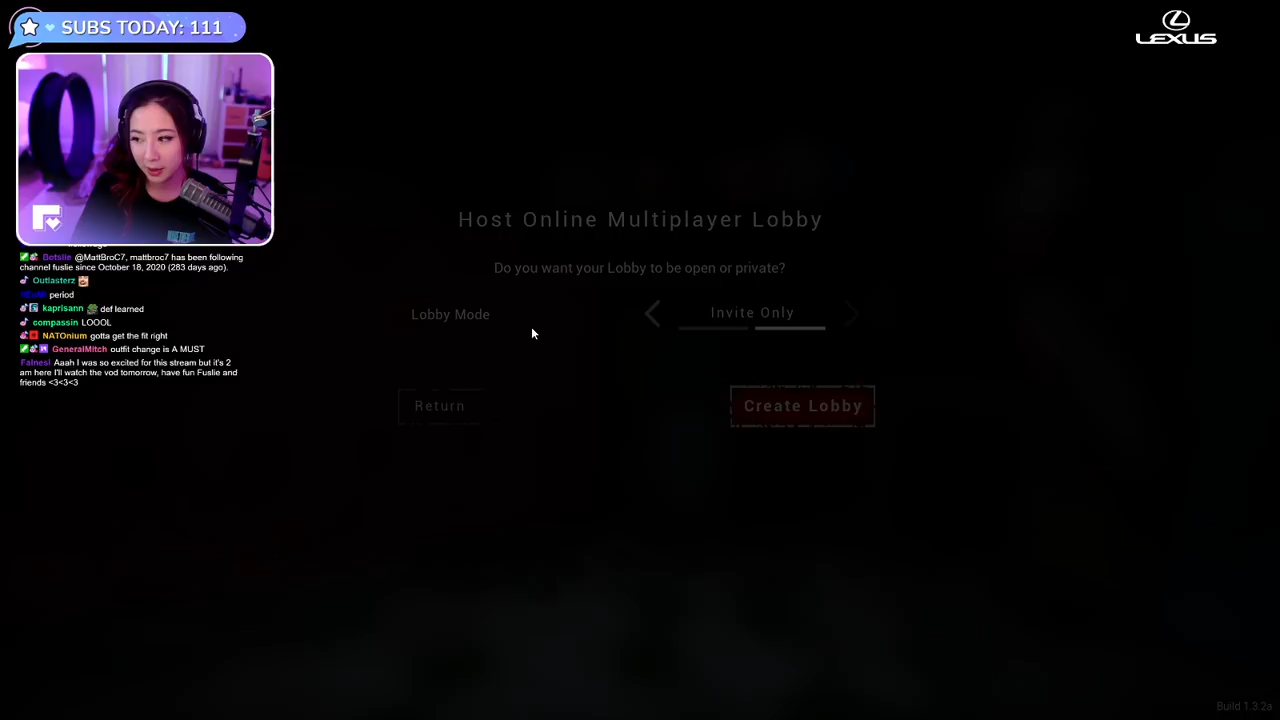 SUBS TODAY: 111
LEXUS
Botslie @MattBroC7, mattbroc7 has been following
channel fuslie since October 18, 2020 (283 days ago).
Outlasterz
period
kaprisann def learned
compassin LOOOL
NATOnium gotta get the fit right
GeneralMitch outfit change is A MUST
Falnesi Aaah I was so excited for this stream but it's 2
am here I'll watch the vod tomorrow, have fun Fuslie and
friends <3<3<3
Host Online Multiplayer Lobby
Do you want your Lobby to be open or private?
Lobby Mode
Invite Only
Return
Create Lobby
Build 1.3.2a